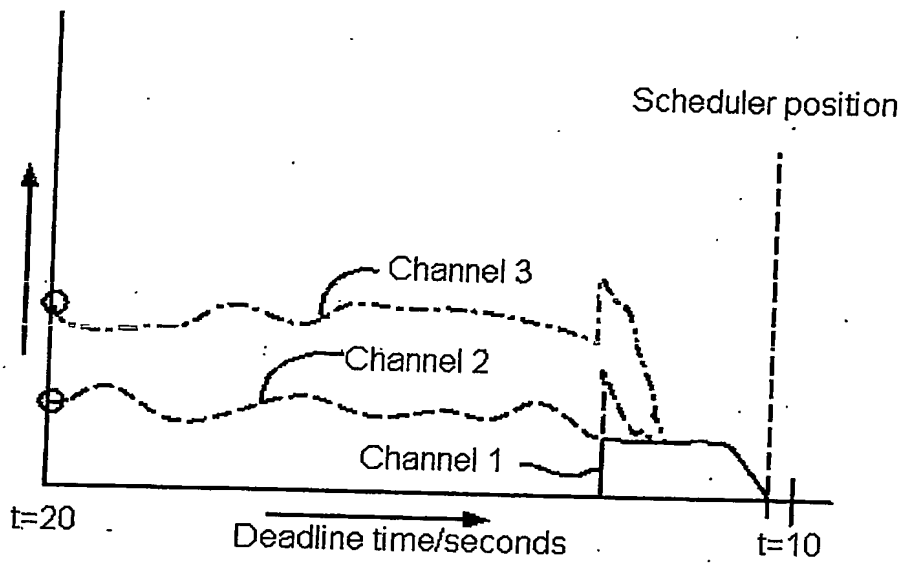 Scheduler position
Channel 3
Channel 2
Channel 1
t=20
Deadline time/seconds
t=10